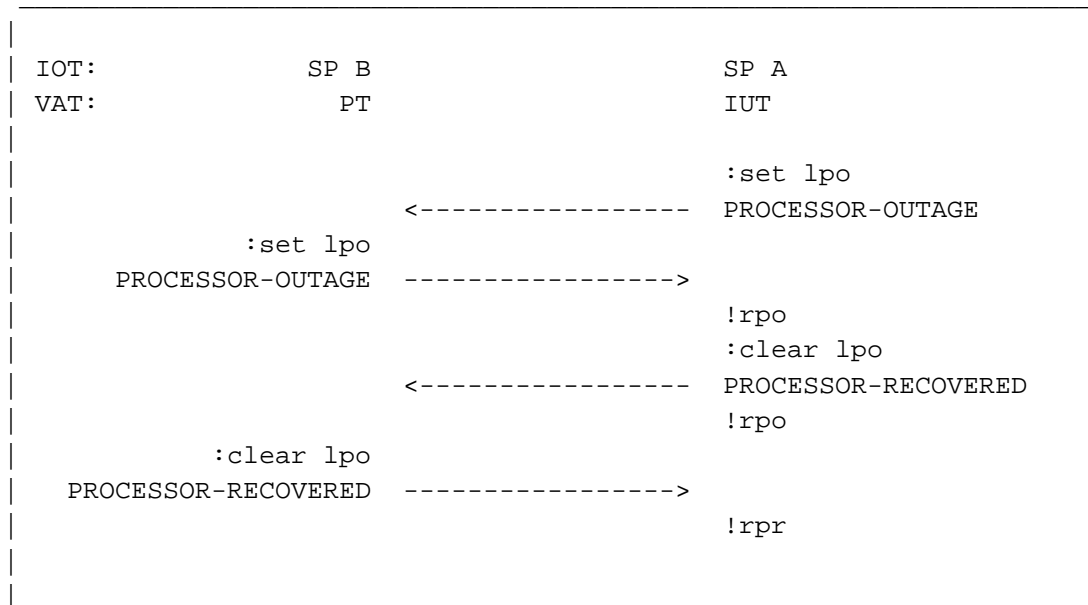 IOT: SP B SP A
VAT: PT IUT
:set lpo
<----------------- PROCESSOR-OUTAGE
:set lpo
PROCESSOR-OUTAGE ----------------->
!rpo
:clear lpo
<----------------- PROCESSOR-RECOVERED
!rpo
:clear lpo
PROCESSOR-RECOVERED ----------------->
!rpr